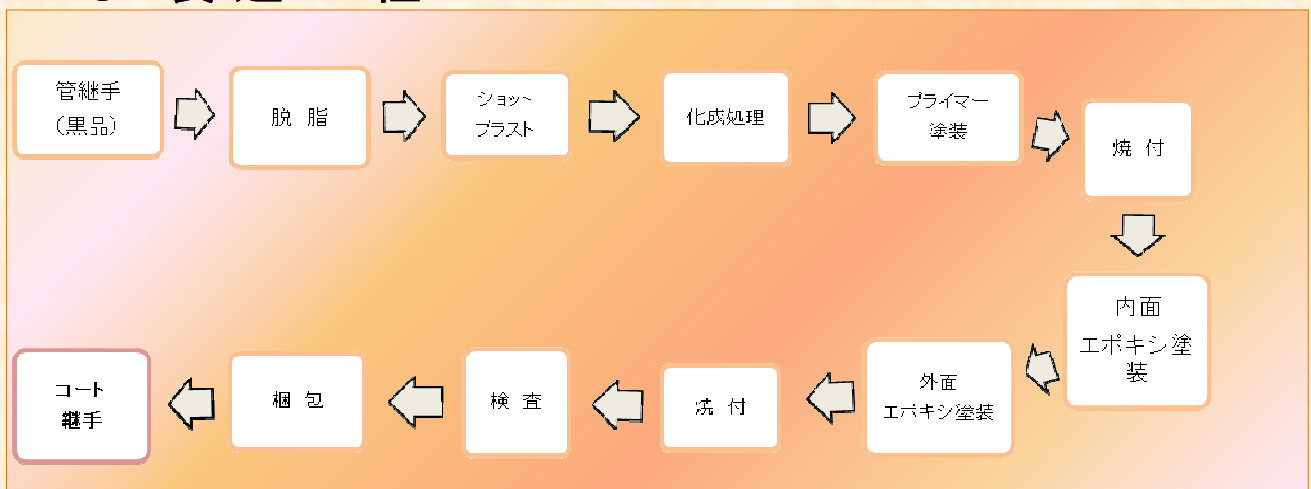 管継手
(黒品)
脱 脂
ショット
ブラスト
化成処理
プライマー
塗装
焼 付
内面
エポキシ塗
装
外面
エポキシ塗装
焼 付
検 査
梱 包
コート
継手